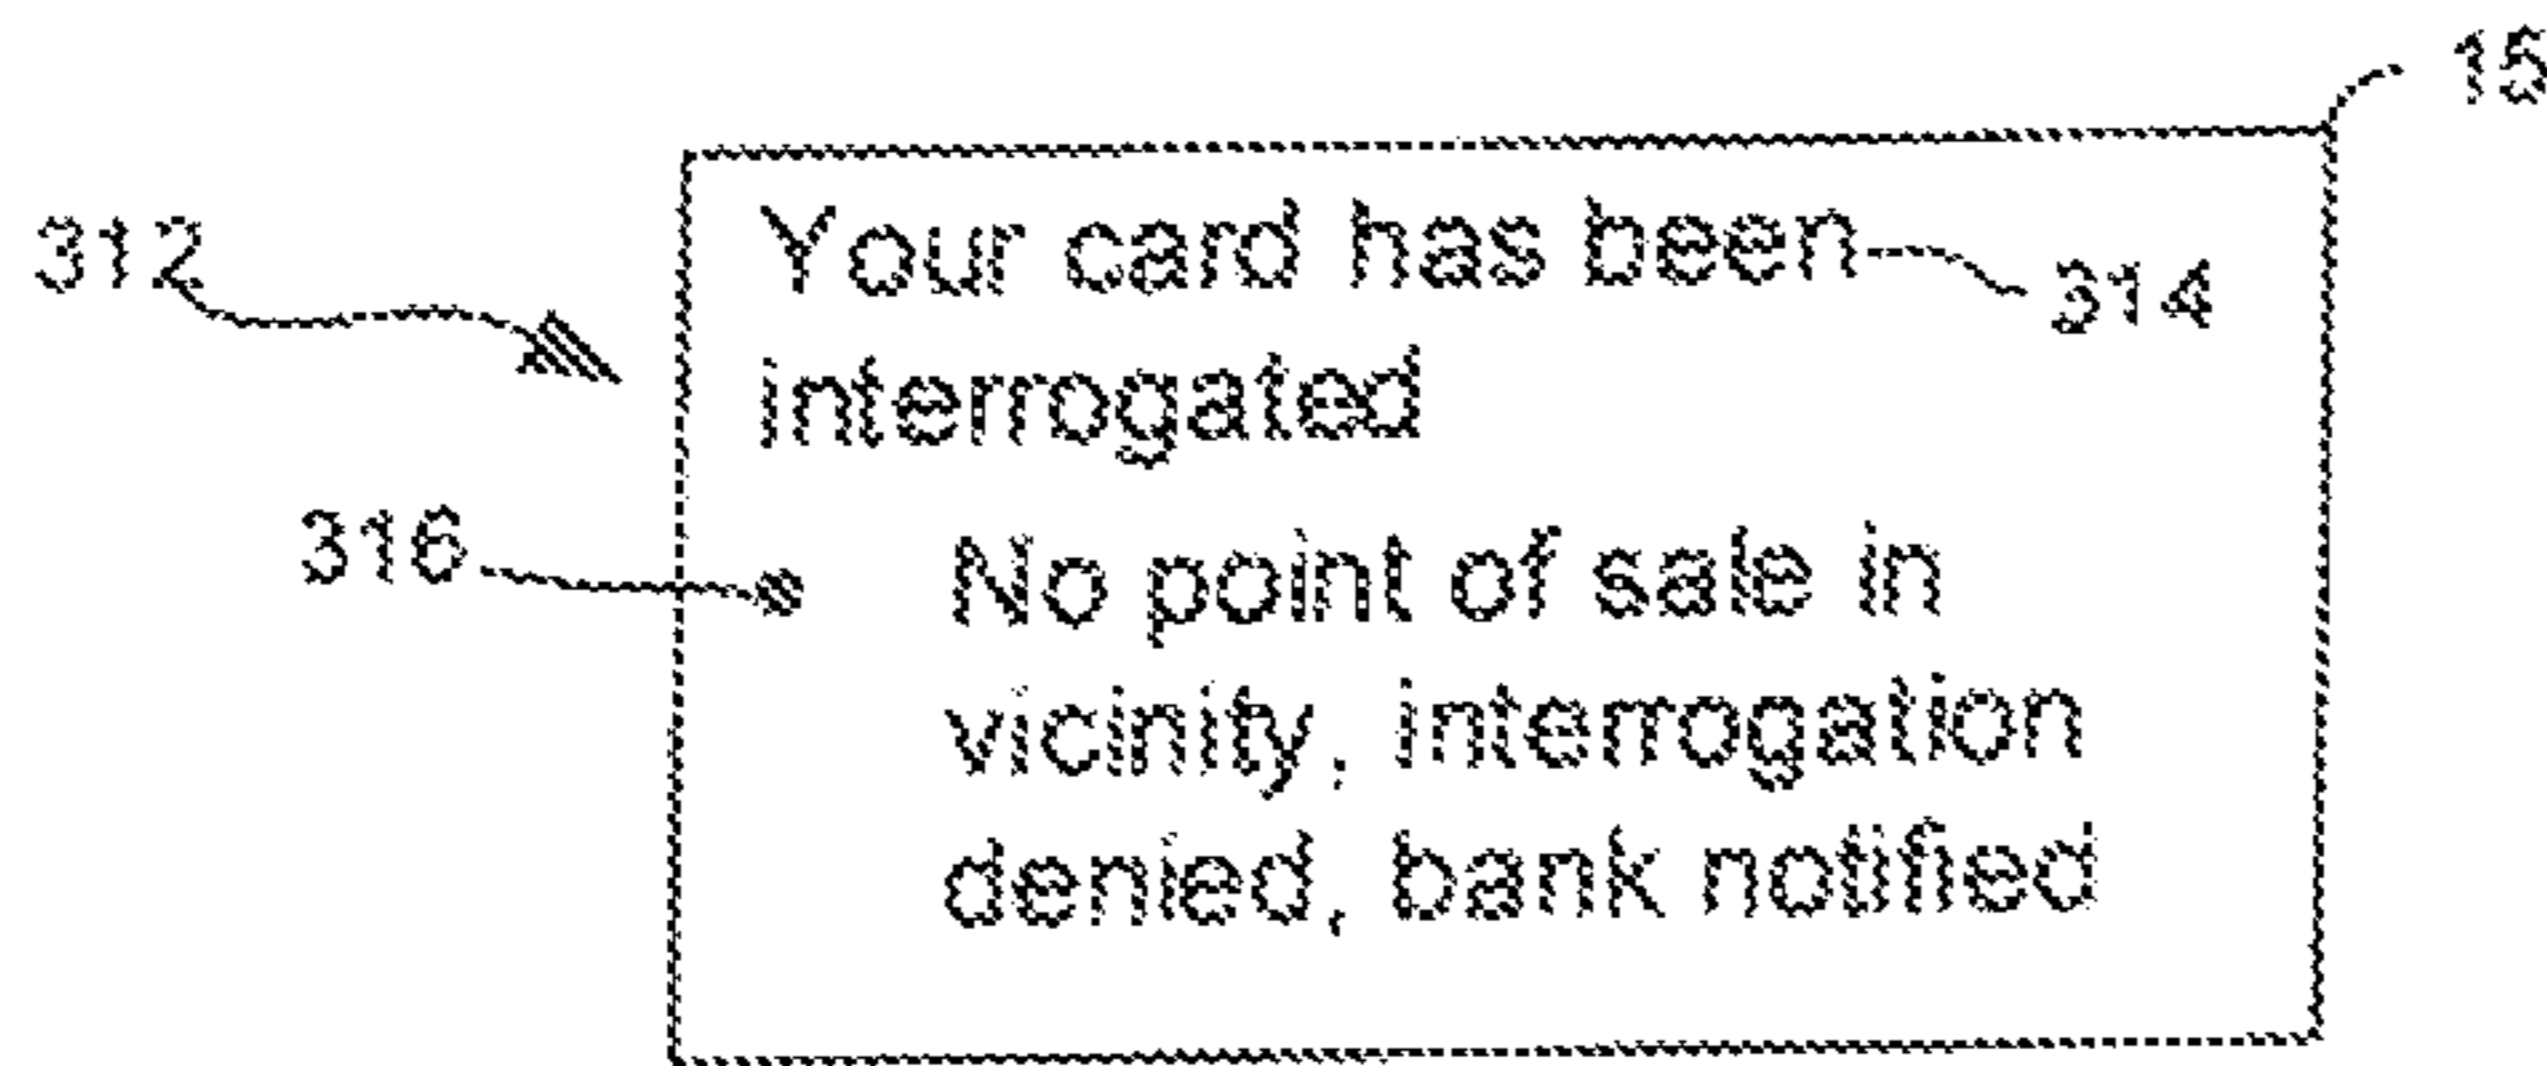 15
312
Your card has been
314
interrogated
316
No point of sale in
vicinity, interrogation
denied, bank notified